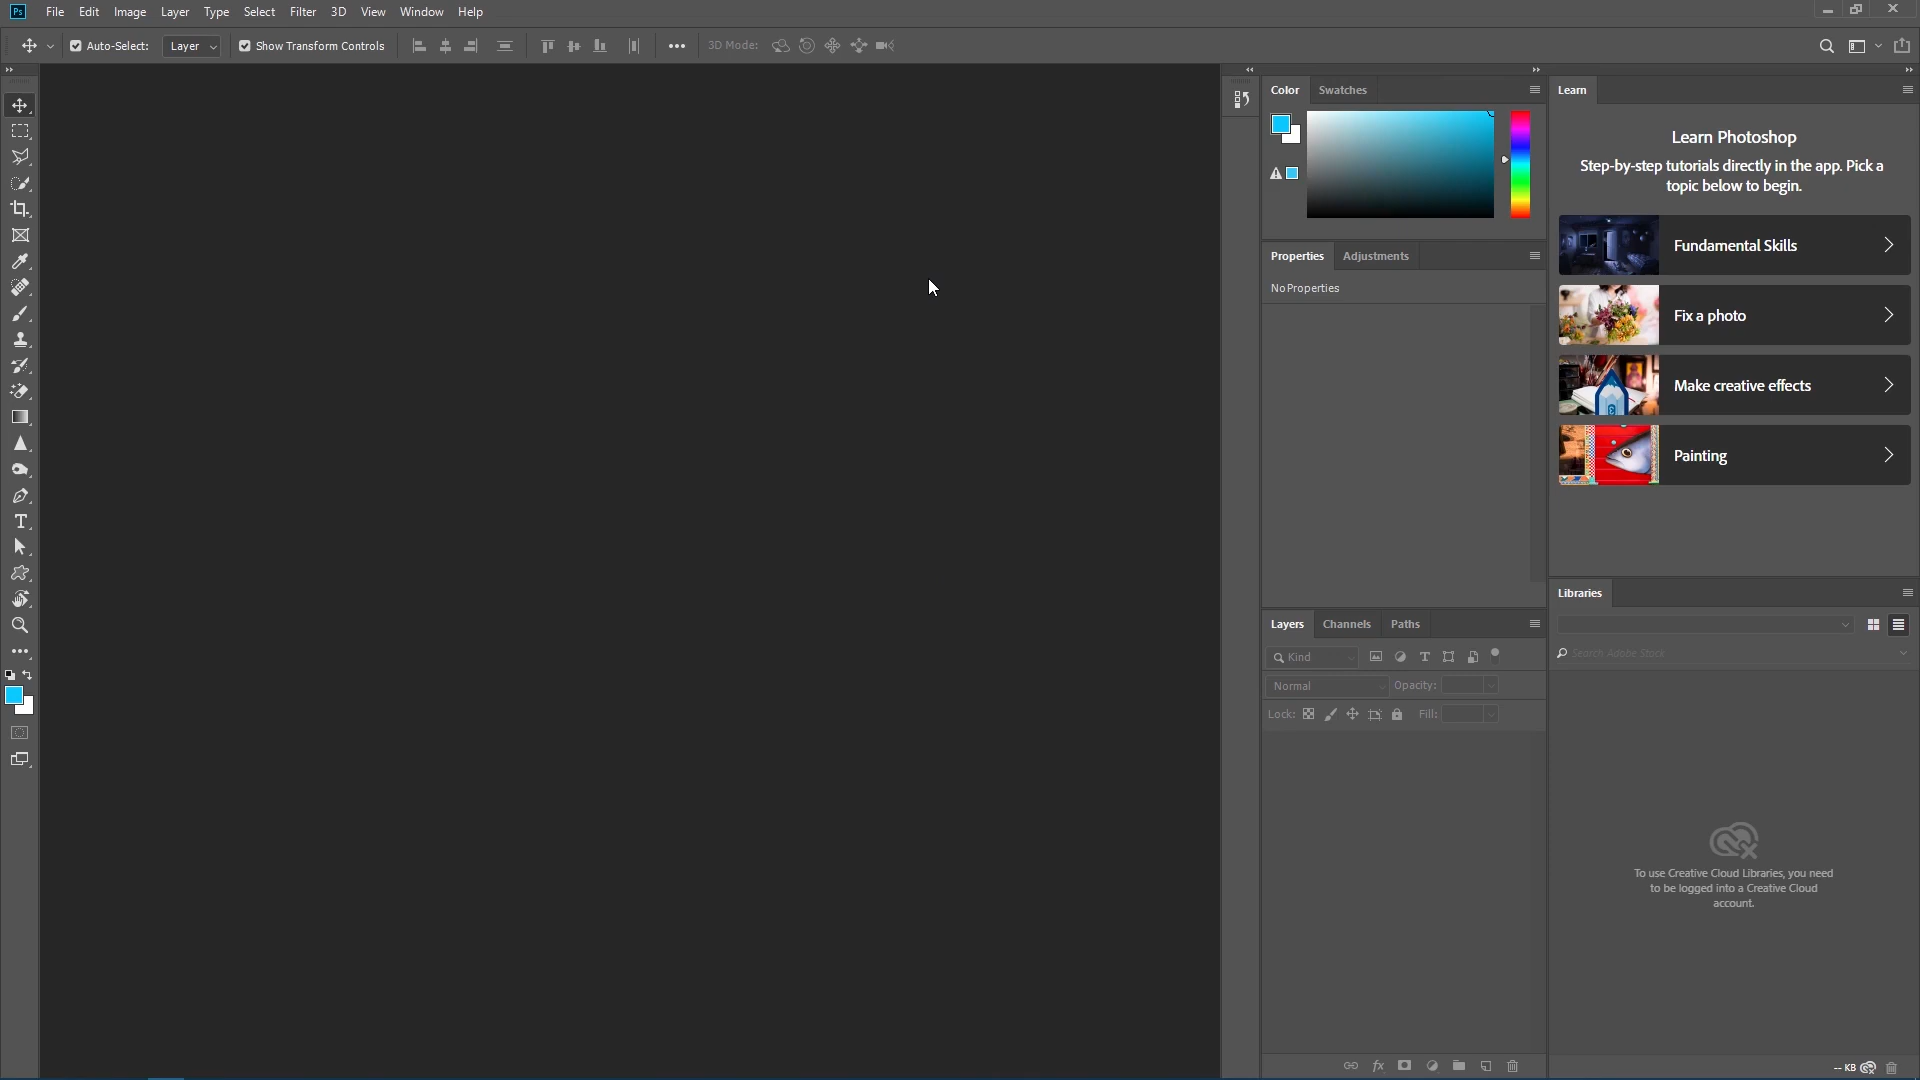 Ps File Edit Image Layer Type Select Filter 3D View Window Help
Auto-Select: Layer Show Transform Controls 3D Mode:
Color Swatches
Properties Adjustments
No Properties
Layers Channels Paths
Kind
Normal Opacity:
Lock: Fill:
Learn
Learn Photoshop
Step-by-step tutorials directly in the app. Pick a
topic below to begin.
Fundamental Skills
Fix a photo
Make creative effects
Painting
Libraries
Search Adobe Stock
To use Creative Cloud Libraries, you need
to be logged into a Creative Cloud
account.
-- KB